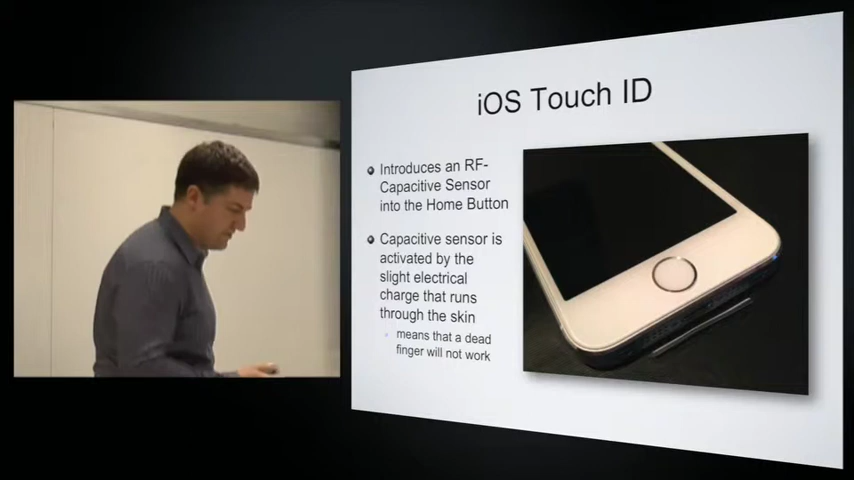 iOS Touch ID
Introduces an RF-
Capacitive Sensor
into the Home Button
Capacitive sensor is
activated by the
slight electrical
charge that runs
through the skin
means that a dead
finger will not work